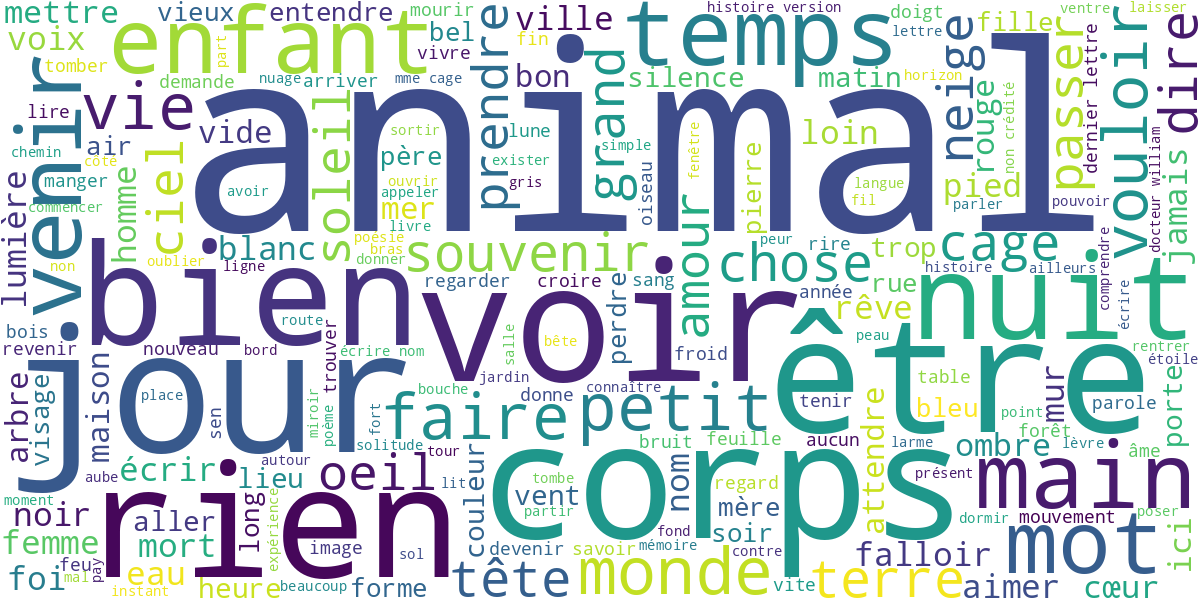 mettre
vieux
entendre
mourir
ville
histoire version
doigt
ventre
laisser
voix
enfant
bel
temps
lettre
fille
dire
tomber
part
vivre
fin
vouloir
venir
demande
nuage
arriver
mme cage
prendre
bon
grand
silence
matin
horizon
neige
rouge
non crédité
passer
dernier lettre
lire
vie
vide
soleil
animal
sortir
lune
simple
loin
chemin
air
côté
ciel
père
exister
oiseau
fenêtre
pierre
docteur william
jamais
lumière
manger
homme
avoir
ouvrir
appeler
gris
langue
fil
pied
parler
pouvoir
commencer
mer
livre
non
oublier
blanc
ligne
poésie
bras
donner
souvenir
amour
peur
rire
chose
trop
cage
histoire
ailleurs
comprendre
écrire
bien
regarder
croire
sang
perdre
voir
année
rêve
rue
nuit
bois
route
revenir
nouveau
bord
trouver
écrire nom
salle
bête
froid
être
peau
rentrer
étoile
arbre
visage
maison
jour
place
sen
miroir
poème
fort
bouche
faire
jardin
donne
connaître
petit
tenir
table
bleu
mur
parole
porte
point
forêt
aube
écrir
autour
solitude
tour
bruit
feuille
aucun
attendre
larme
ombre
lèvre
âme
moment
lieu
oeil
lit
couleur
corps
tombe
vent
partir
nom
regard
mère
présent
main
noir
rien
aller
long
expérience
image
sol
soir
dormir
mouvement
poser
ici
femme
mort
devenir
savoir
fond
mémoire
contre
falloir
mot
foi
feu
mal
pay
eau
instant
heure
beaucoup
forme
tête
monde
vite
terre
aimer
cœur